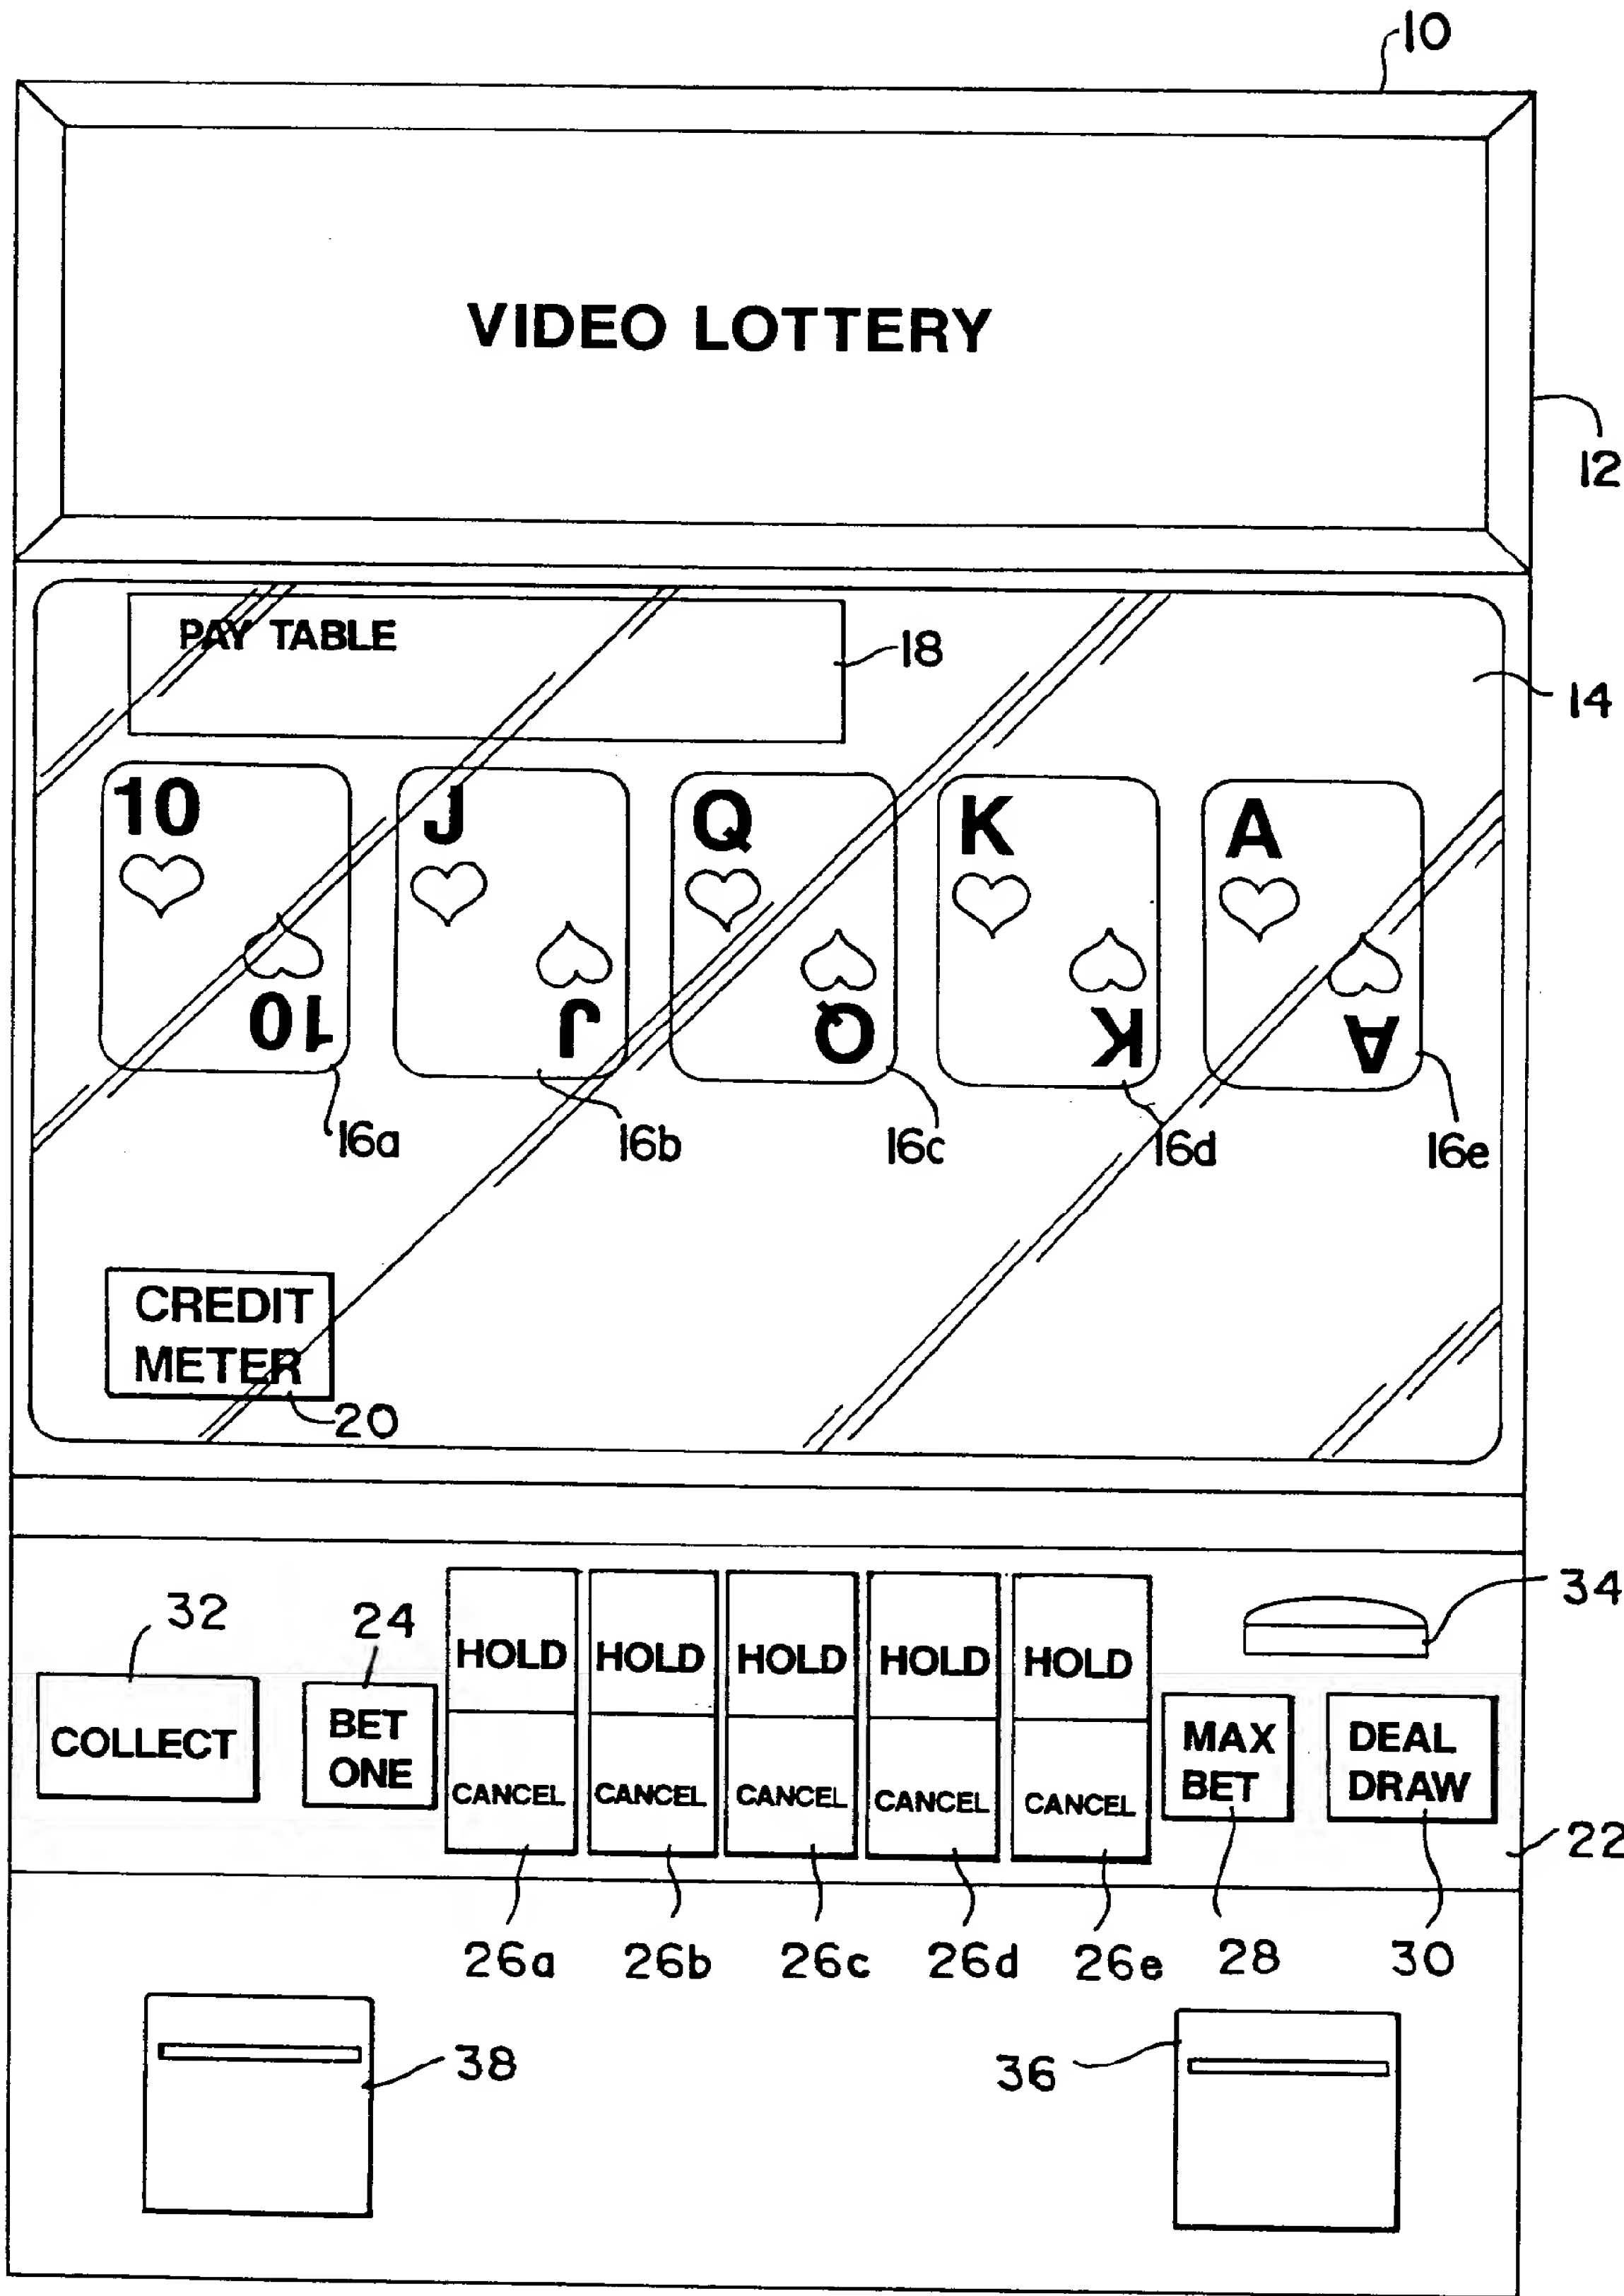 10
VIDEO LOTTERY
12
PAY TABLE
18
14
10 J Q K A
10 J Q K A
16a 16b 16c 16d 16e
CREDIT
METER
20
34
32 24
HOLD HOLD HOLD HOLD HOLD
COLLECT
BET
ONE
MAX
BET
DEAL
DRAW
CANCEL CANCEL CANCEL CANCEL CANCEL
22
26a 26b 26c 26d 26e 28 30
38 36